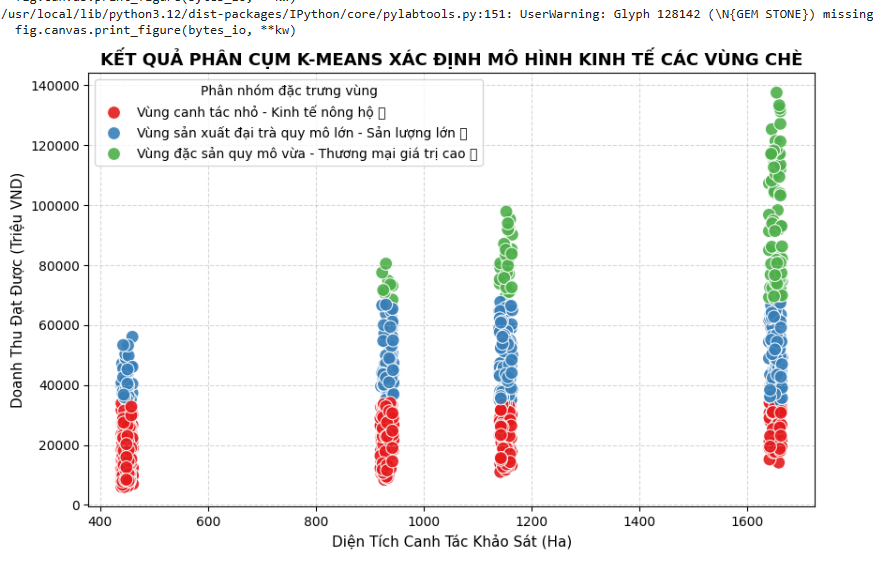 /usr/local/lib/python3.12/dist-packages/IPython/core/pylabtools.py:151: UserWarning: Glyph 128142 (\N{GEM STONE}) missing
fig.canvas.print_figure(bytes_io, **kw)
KẾT QUẢ PHÂN CỤM K-MEANS XÁC ĐỊNH MÔ HÌNH KINH TẾ CÁC VÙNG CHÈ
Phân nhóm đặc trưng vùng
Vùng canh tác nhỏ - Kinh tế nông hộ
Vùng sản xuất đại trà quy mô lớn - Sản lượng lớn
Vùng đặc sản quy mô vừa - Thương mại giá trị cao
Doanh Thu Đạt Được (Triệu VND)
140000
120000
100000
80000
60000
40000
20000
0
400 600 800 1000 1200 1400 1600
Diện Tích Canh Tác Khảo Sát (Ha)